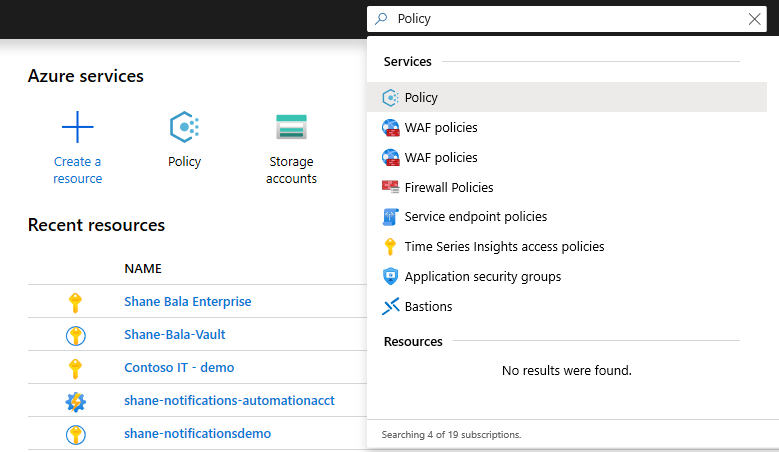 Policy
Services
Policy
WAF policies
WAF policies
Firewall Policies
Service endpoint policies
Time Series Insights access policies
Application security groups
Bastions
Resources
No results were found.
Searching 4 of 19 subscriptions.
Azure services
Create a
resource
Policy
Storage
accounts
Recent resources
NAME
Shane Bala Enterprise
Shane-Bala-Vault
Contoso IT - demo
shane-notifications-automationacct
shane-notificationsdemo